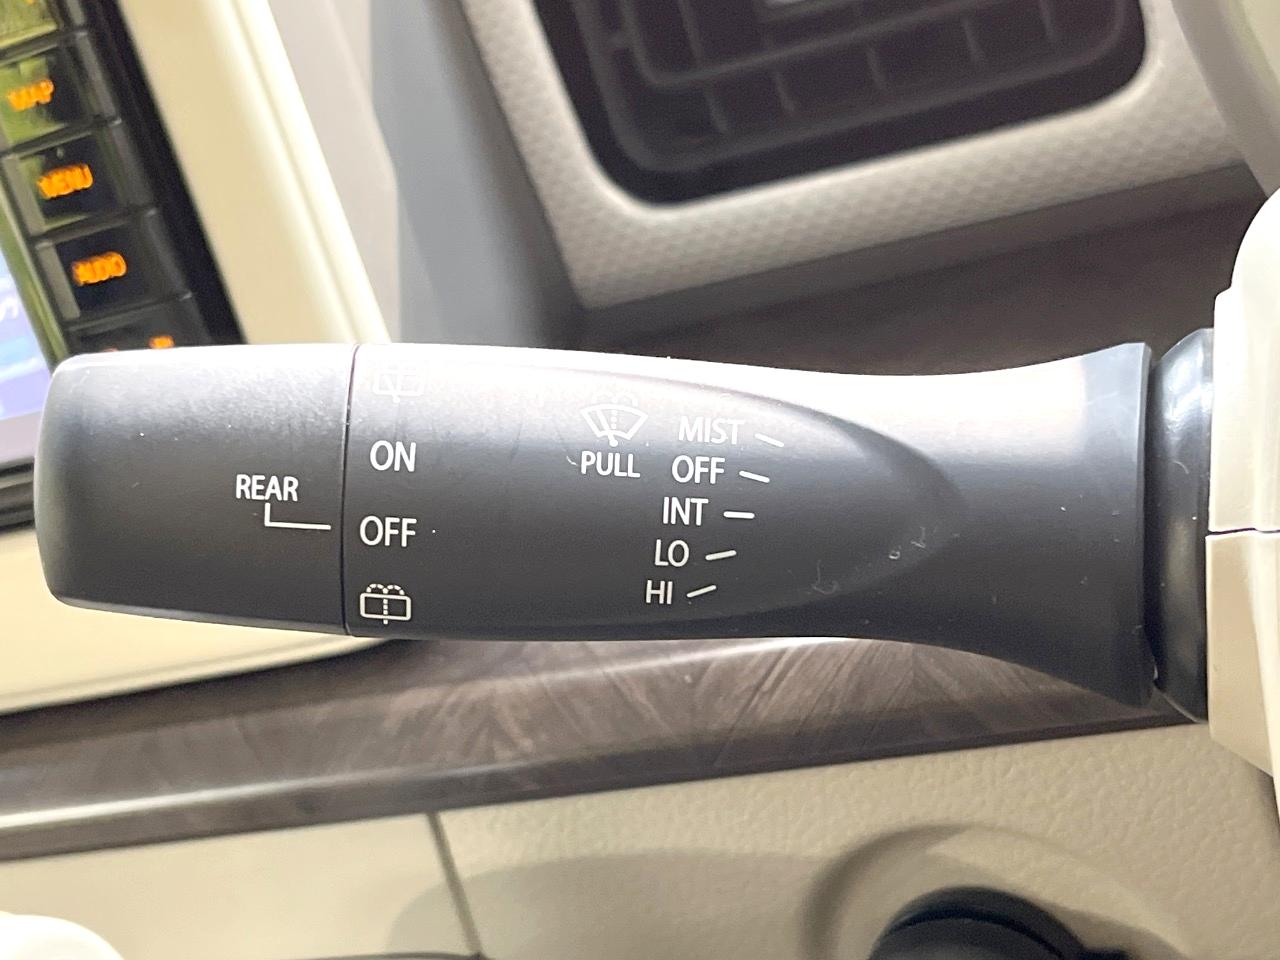 MAP
MENU
AUDIO
MIST
ON
PULL
OFF
REAR
INT
OFF
LO
HI